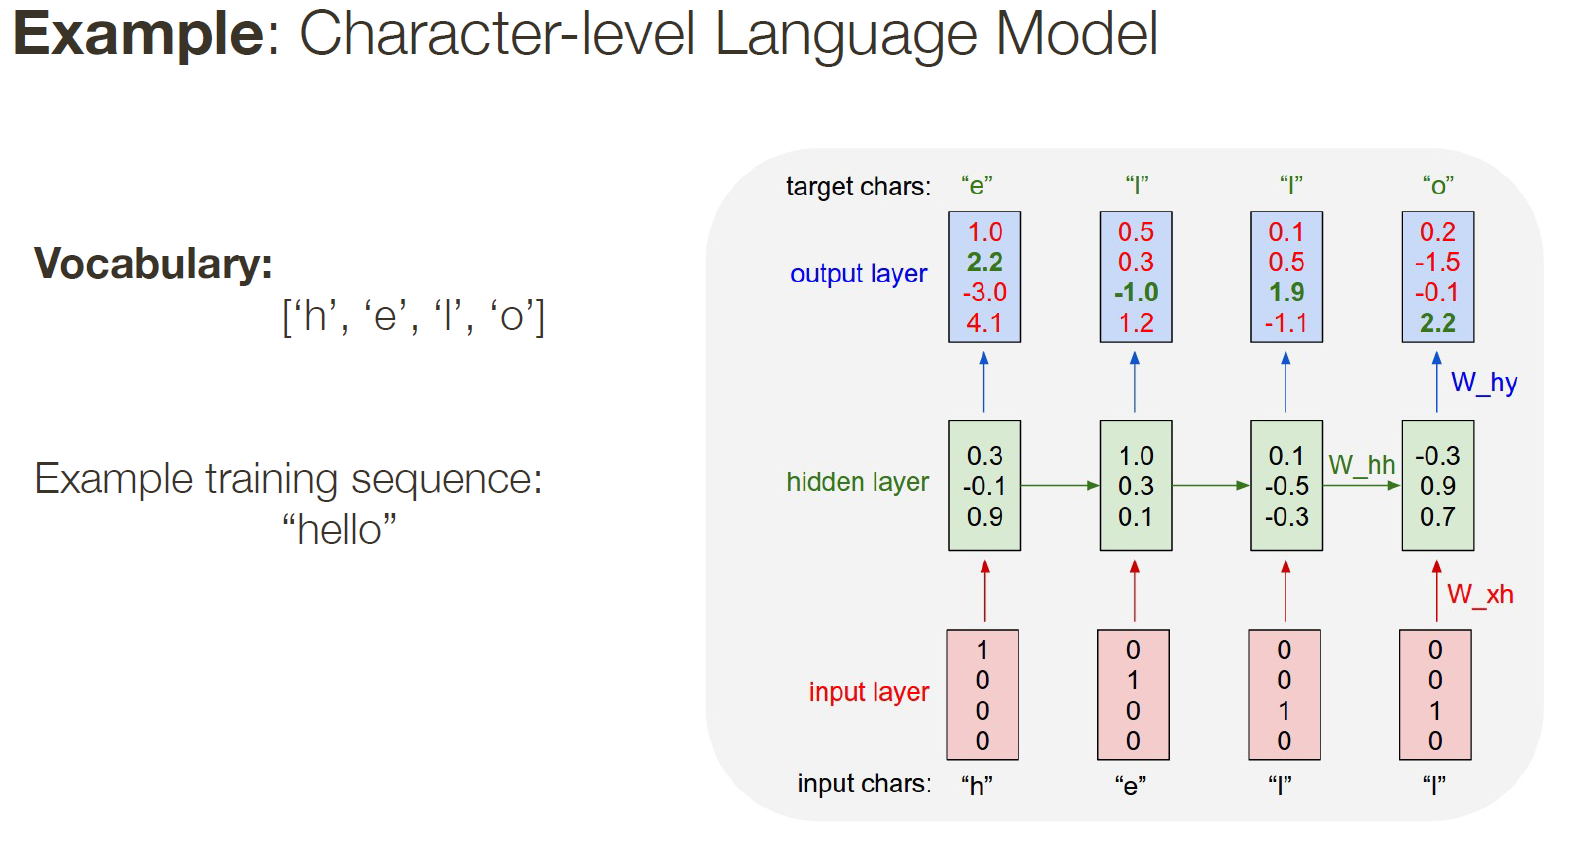 Example: Character-level Language Model
Vocabulary:
[‘h’, ‘e’, ‘l’, ‘o’]
Example training sequence:
“hello”
target chars: “e” “l” “l” “o”
output layer
1.0 0.5 0.1 0.2
2.2 0.3 0.5 -1.5
-3.0 -1.0 1.9 -0.1
4.1 1.2 -1.1 2.2
W_hy
hidden layer
0.3 1.0 0.1 -0.3
-0.1 0.3 -0.5 0.9
0.9 0.1 -0.3 0.7
W_hh
W_xh
input layer
1 0 0 0
0 1 0 0
0 0 1 1
0 0 0 0
input chars: “h” “e” “l” “l”